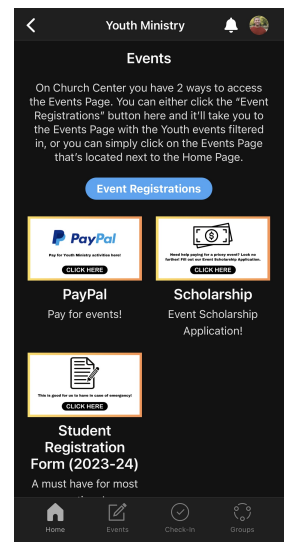 Youth Ministry
Events
On Church Center you have 2 ways to access
the Events Page. You can either click the “Event
Registrations” button here and it’ll take you to
the Events Page with the Youth events filtered
in, or you can simply click on the Events Page
that’s located next to the Home Page.
Event Registrations
PayPal
Pay for Youth Ministry activities here!
CLICK HERE
PayPal
Pay for events!
Need help paying for a pricey event? Look no
further! Fill out our Event Scholarship Application.
CLICK HERE
Scholarship
Event Scholarship
Application!
This is good for us to have in case of emergency!
CLICK HERE
Student
Registration
Form (2023-24)
A must have for most
Home
Events
Check-In
Groups